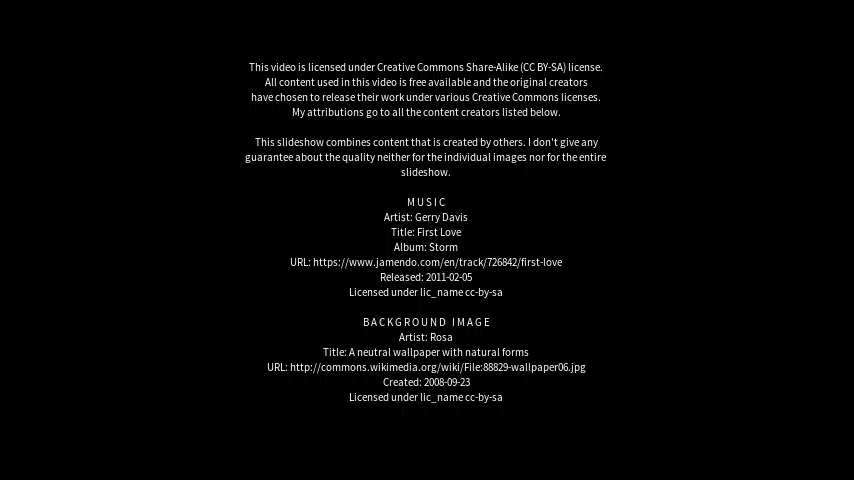 This video is licensed under Creative Commons Share-Alike (CC BY-SA) license.
All content used in this video is free available and the original creators
have chosen to release their work under various Creative Commons licenses.
My attributions go to all the content creators listed below.
This slideshow combines content that is created by others. I don't give any
guarantee about the quality neither for the individual images nor for the entire
slideshow.
MUSIC
Artist: Gerry Davis
Title: First Love
Album: Storm
URL: https://www.jamendo.com/en/track/726842/first-love
Released: 2011-02-05
Licensed under lic_name cc-by-sa
BACKGROUND IMAGE
Artist: Rosa
Title: A neutral wallpaper with natural forms
URL: http://commons.wikimedia.org/wiki/File:88829-wallpaper06.jpg
Created: 2008-09-23
Licensed under lic_name cc-by-sa